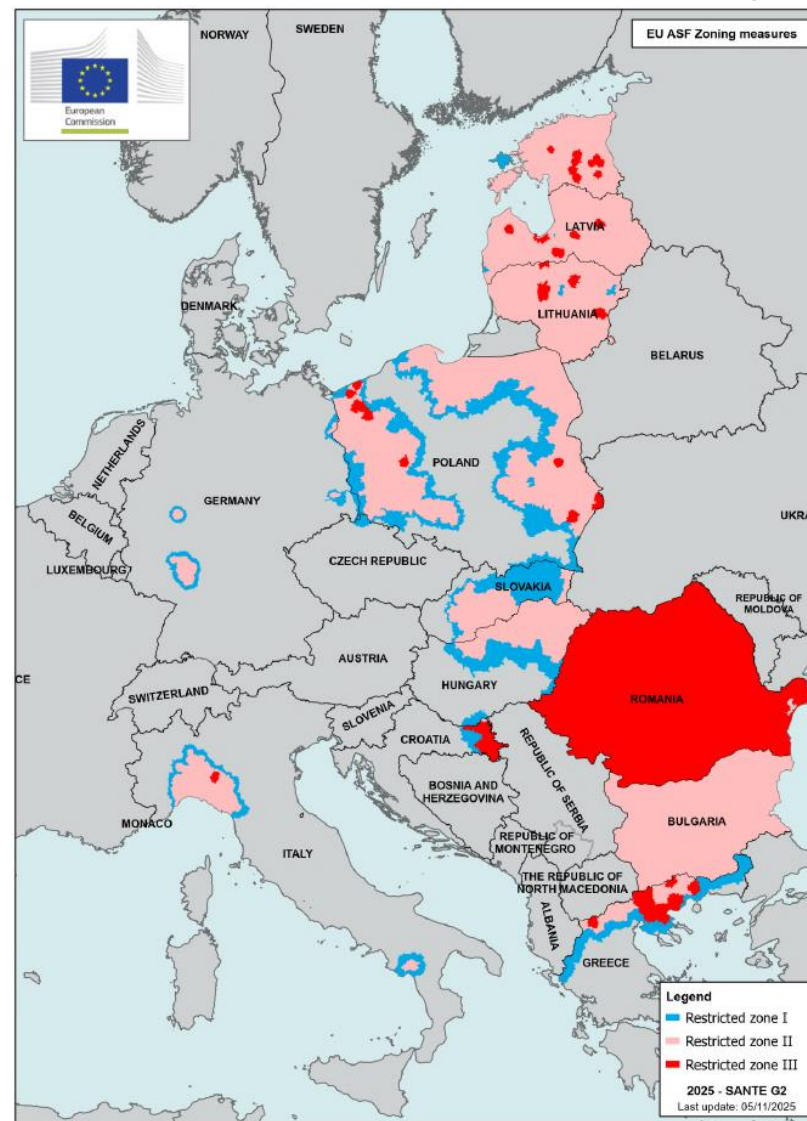 EU ASF Zoning measures
European
Commission
NORWAY
SWEDEN
LATVIA
DENMARK
LITHUANIA
BELARUS
NETHERLANDS
POLAND
GERMANY
BELGIUM
UKRA
LUXEMBOURG
CZECH REPUBLIC
SLOVAKIA
REPUBLIC OF
MOLDOVA
AUSTRIA
CE
HUNGARY
SWITZERLAND
ROMANIA
SLOVENIA
CROATIA
REPUBLIC OF SERBIA
BOSNIA AND
HERZEGOVINA
MONACO
BULGARIA
REPUBLIC OF
MONTENEGRO
ITALY
THE REPUBLIC OF
NORTH MACEDONIA
ALBANIA
GREECE
Legend
Restricted zone I
Restricted zone II
Restricted zone III
2025 - SANTE G2
Last update: 05/11/2025